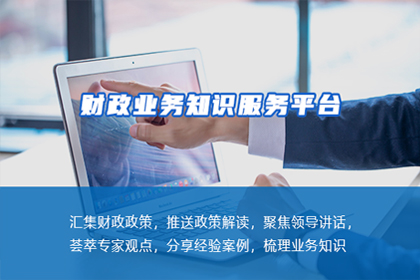 财政业务知识服务平台
汇集财政政策，推送政策解读，聚焦领导讲话，
荟萃专家观点，分享经验案例，梳理业务知识